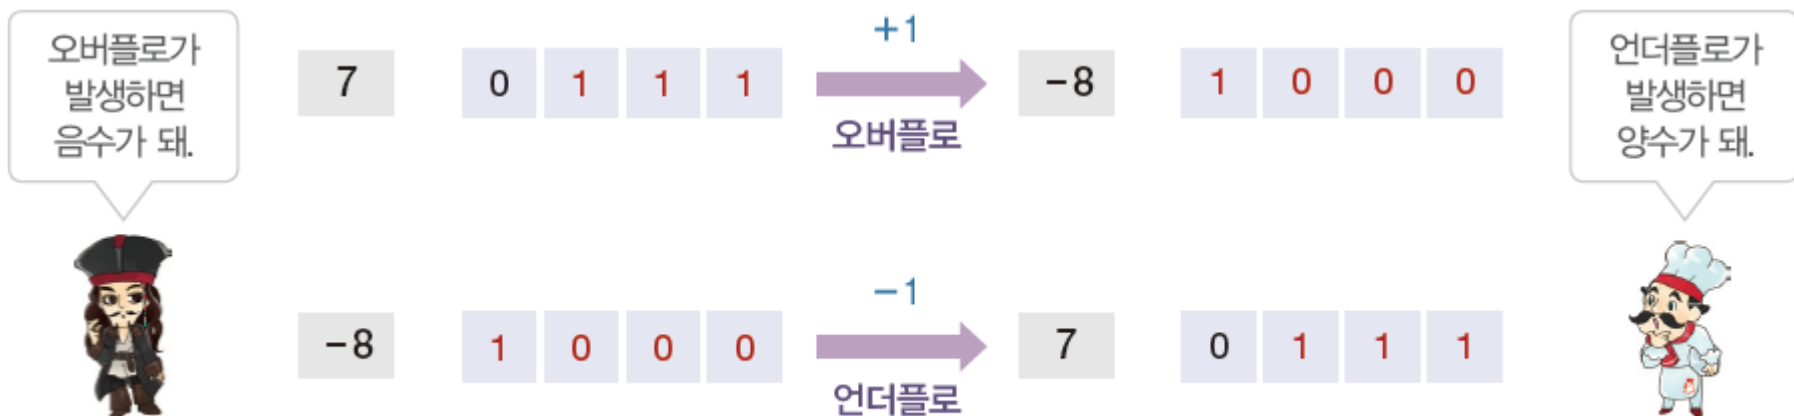 오버플로가
발생하면
음수가 돼.
7 0 1 1 1 +1 -8 1 0 0 0
오버플로
언더플로가
발생하면
양수가 돼.
-8 1 0 0 0 -1 7 0 1 1 1
언더플로